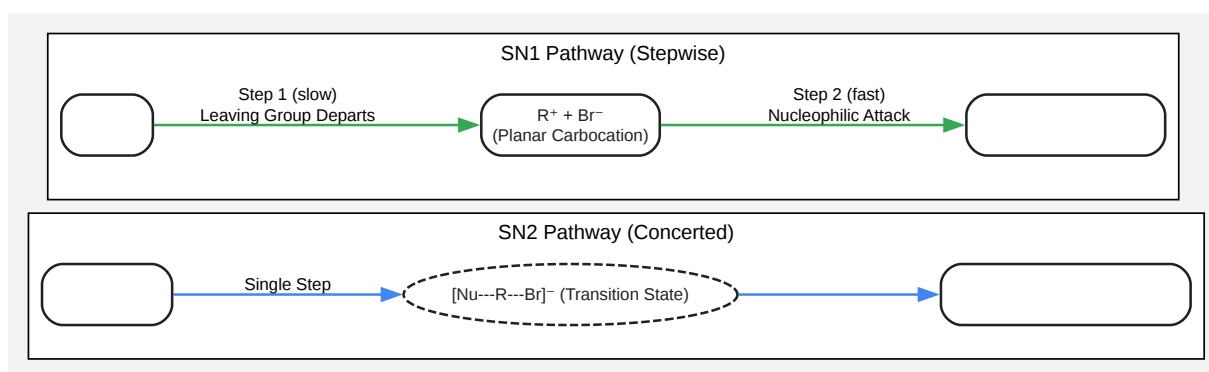 SN1 Pathway (Stepwise)
Step 1 (slow)
Leaving Group Departs
R⁺ + Br⁻
(Planar Carbocation)
Step 2 (fast)
Nucleophilic Attack
SN2 Pathway (Concerted)
Single Step
[Nu---R---Br]⁻ (Transition State)